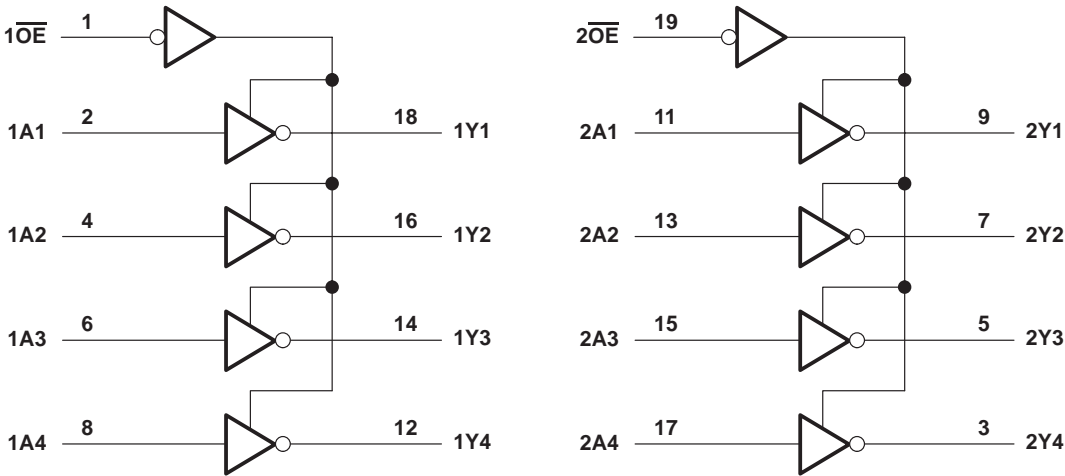 1OE 1
1A1 2 18 1Y1
1A2 4 16 1Y2
1A3 6 14 1Y3
1A4 8 12 1Y4
2OE 19
2A1 11 9 2Y1
2A2 13 7 2Y2
2A3 15 5 2Y3
2A4 17 3 2Y4